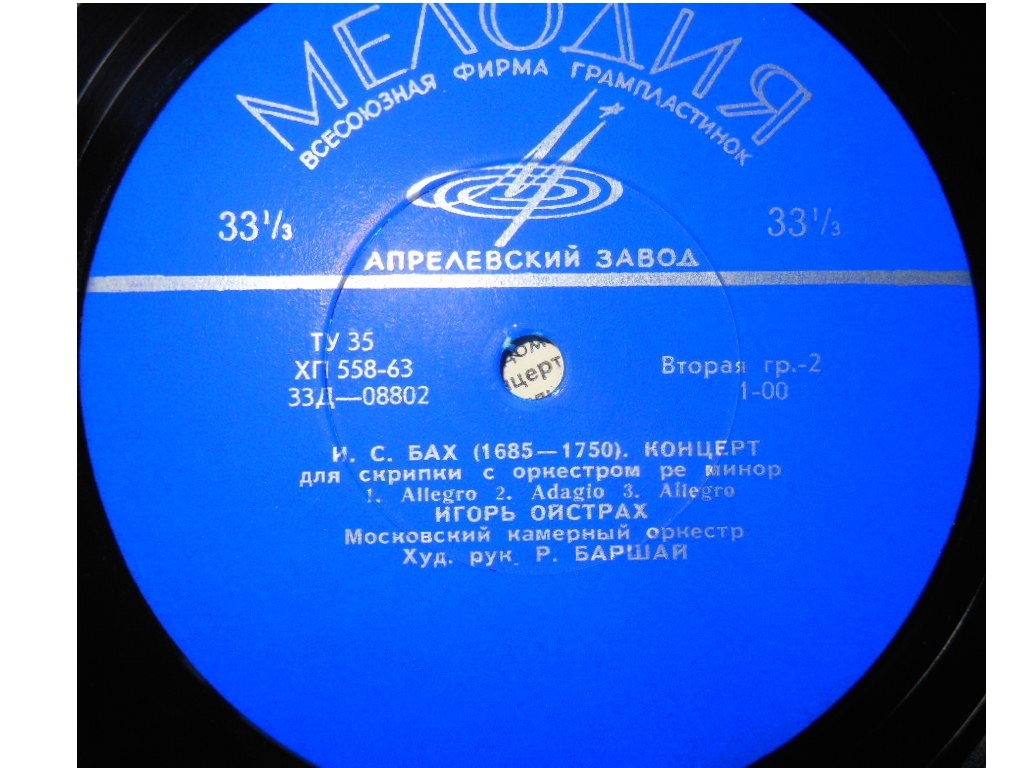 МЕЛОДИЯ
ВСЕСОЮЗНАЯ ФИРМА ГРАМПЛАСТИНОК
33⅓ 33⅓
АПРЕЛЕВСКИЙ ЗАВОД
ТУ 35
ХП 558-63
33Д—08802
Вторая гр.-2
1-00
И. С. БАХ (1685—1750). КОНЦЕРТ
для скрипки с оркестром ре минор
1. Allegro 2. Adagio 3. Allegro
ИГОРЬ ОЙСТРАХ
Московский камерный оркестр
Худ. рук. Р. БАРШАЙ